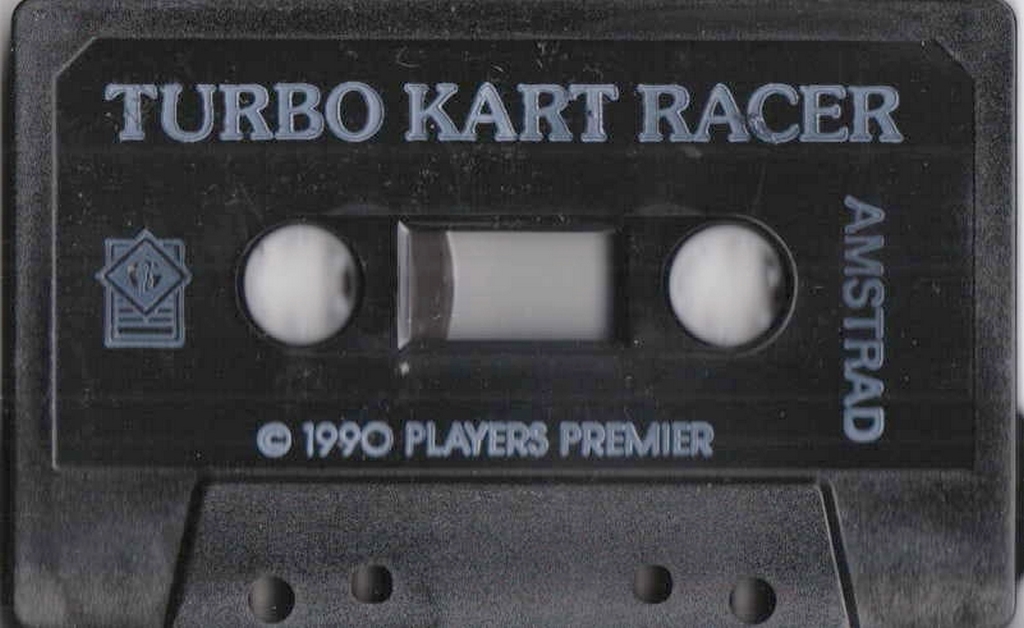 TURBO KART RACER
AMSTRAD
© 1990 PLAYERS PREMIER